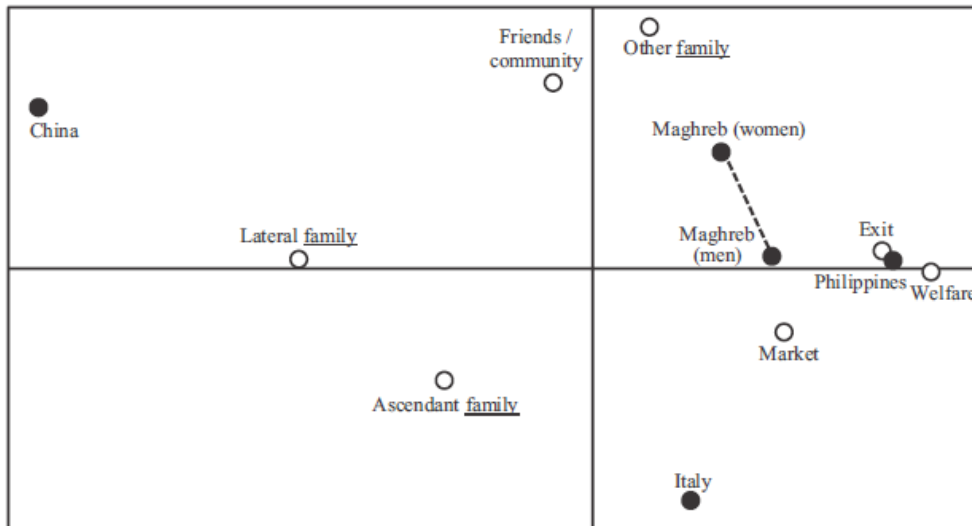 Friends /
community
Other family
China
Maghreb (women)
Lateral family
Maghreb
(men)
Exit
Philippines
Welfare
Market
Ascendant family
Italy